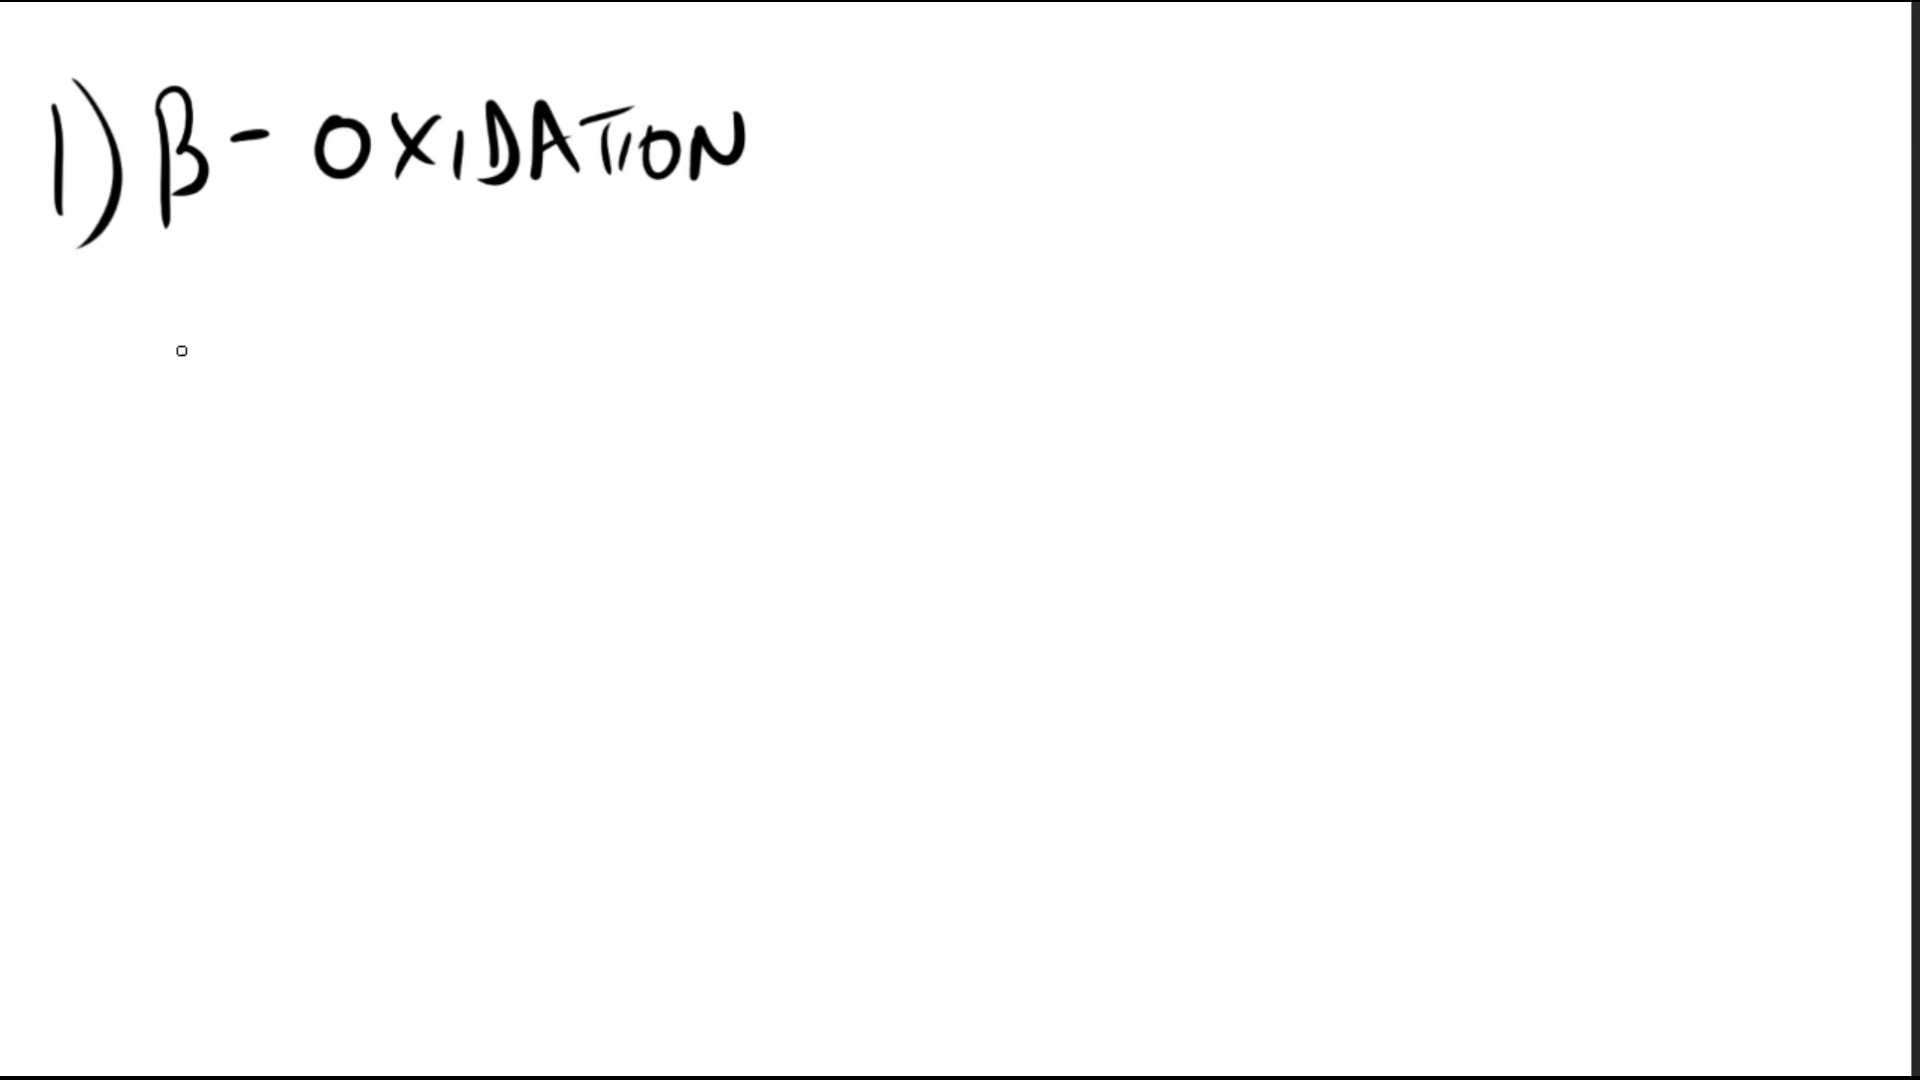 1) β - OXIDATION